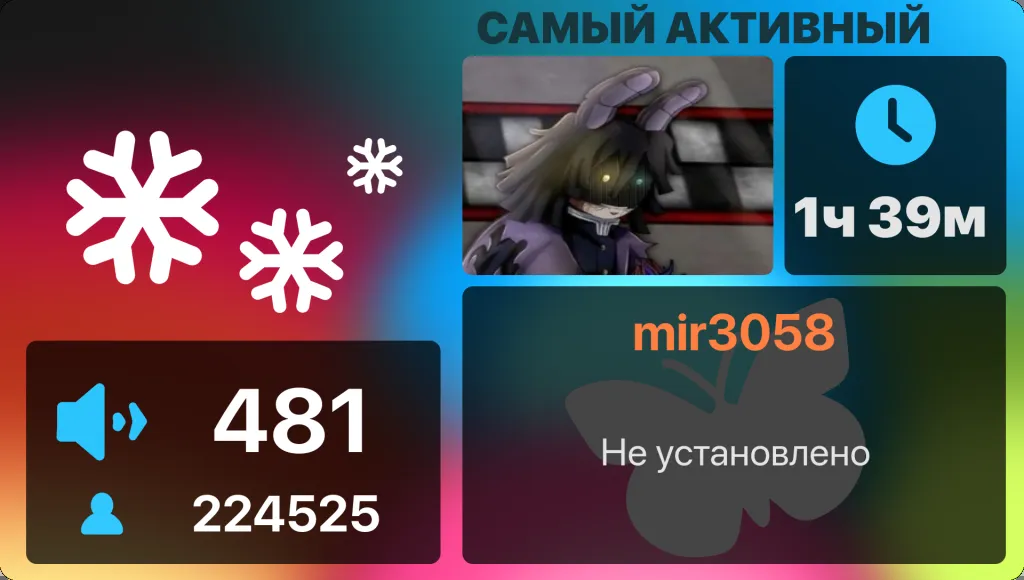 САМЫЙ АКТИВНЫЙ
1ч 39м
mir3058
Не установлено
481
224525